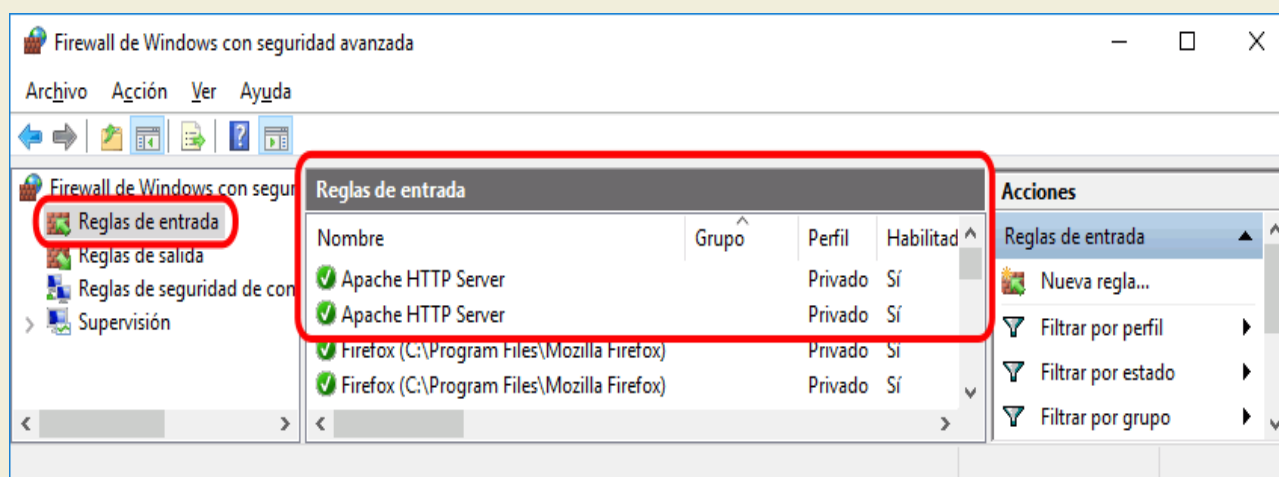 Firewall de Windows con seguridad avanzada
Archivo Acción Ver Ayuda
Firewall de Windows con segur
Reglas de entrada
Reglas de salida
Reglas de seguridad de con
Supervisión
Reglas de entrada
Nombre Grupo Perfil Habilitad
Apache HTTP Server Privado Sí
Apache HTTP Server Privado Sí
Firefox (C:\Program Files\Mozilla Firefox) Privado Sí
Firefox (C:\Program Files\Mozilla Firefox) Privado Sí
Acciones
Reglas de entrada
Nueva regla...
Filtrar por perfil
Filtrar por estado
Filtrar por grupo